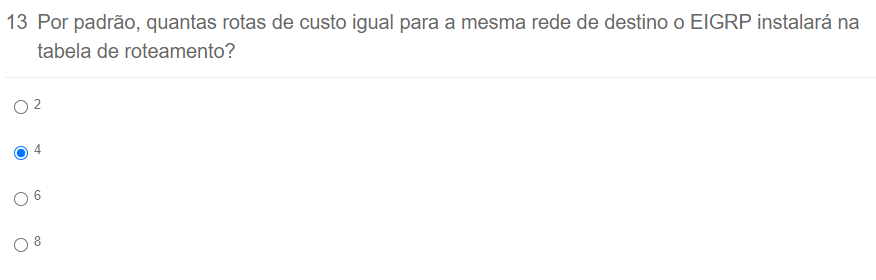 13 Por padrão, quantas rotas de custo igual para a mesma rede de destino o EIGRP instalará na
tabela de roteamento?
2
4
6
8